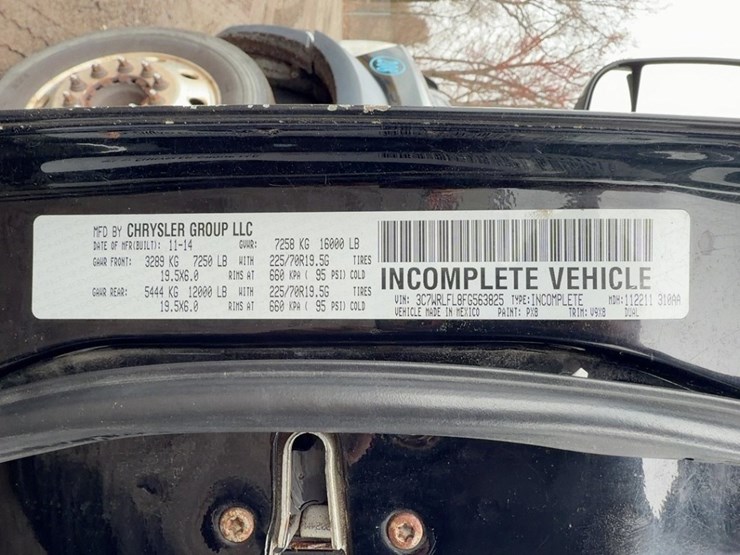 MFD BY CHRYSLER GROUP LLC
DATE OF MFR(BUILT): 11-14 GVWR: 7258 KG 16000 LB
GAWR FRONT: 3289 KG 7250 LB WITH 225/70R19.5G TIRES
19.5X6.0 RIMS AT 660 KPA ( 95 PSI) COLD
GAWR REAR: 5444 KG 12000 LB WITH 225/70R19.5G TIRES
19.5X6.0 RIMS AT 660 KPA ( 95 PSI) COLD
INCOMPLETE VEHICLE
VIN: 3C7WRLFL8FG563825 TYPE: INCOMPLETE MDH: 112211 310AA
VEHICLE MADE IN MEXICO PAINT: PX8 TRIM: V9X8 DUAL